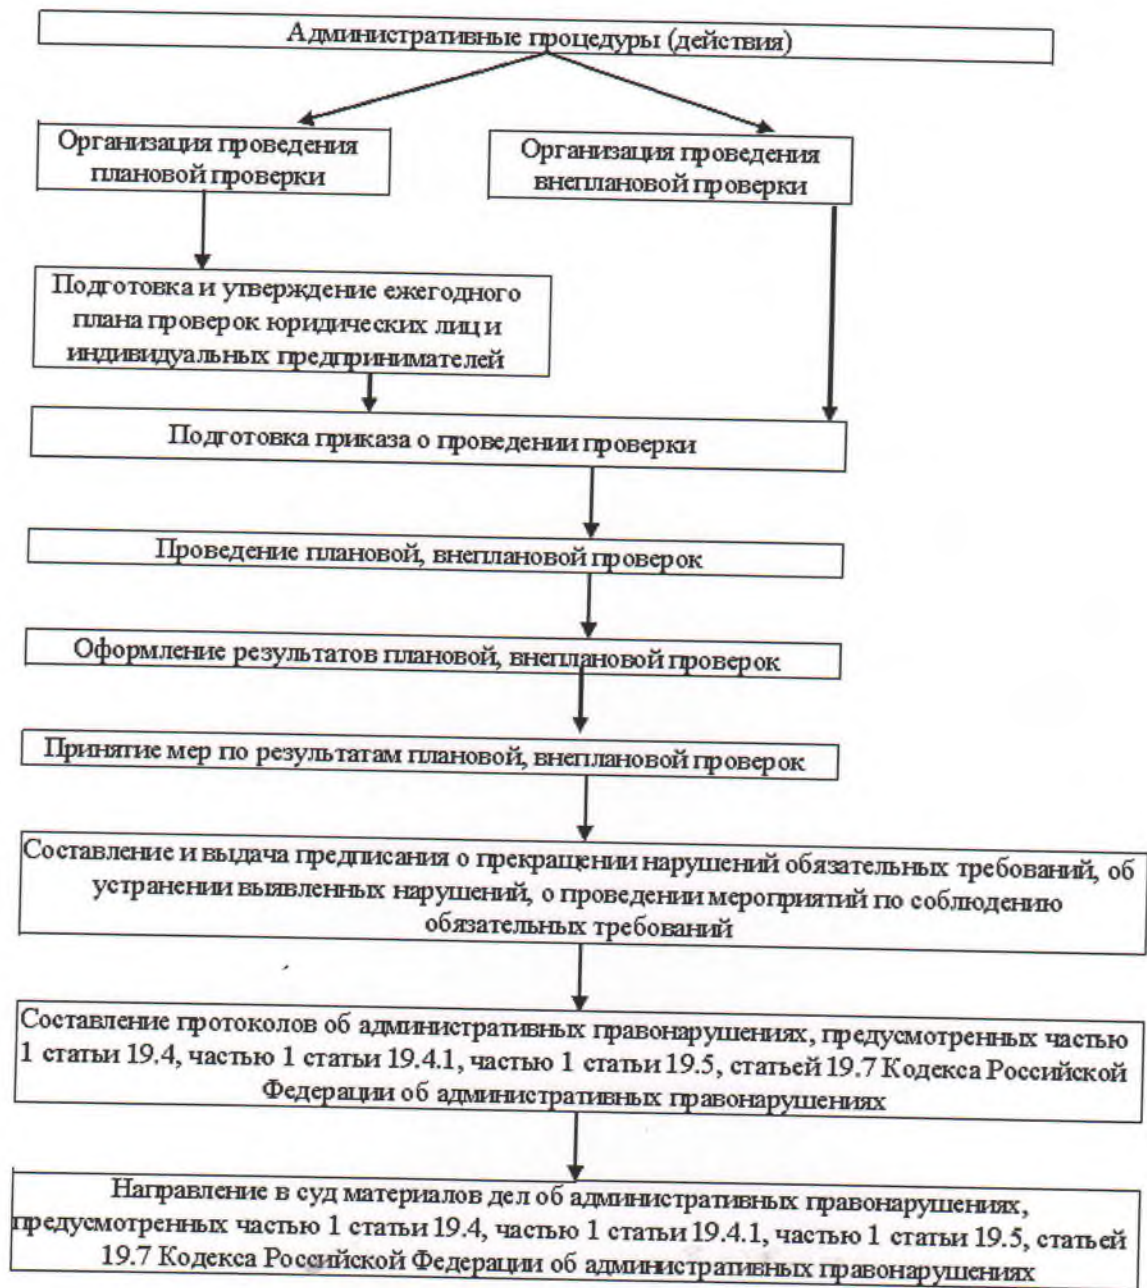 Административные процедуры (действия)
Организация проведения
плановой проверки
Организация проведения
внеплановой проверки
Подготовка и утверждение ежегодного
плана проверок юридических лиц и
индивидуальных предпринимателей
Подготовка приказа о проведении проверки
Проведение плановой, внеплановой проверок
Оформление результатов плановой, внеплановой проверок
Принятие мер по результатам плановой, внеплановой проверок
Составление и выдача предписания о прекращении нарушений обязательных требований, об
устранении выявленных нарушений, о проведении мероприятий по соблюдению
обязательных требований
Составление протоколов об административных правонарушениях, предусмотренных частью
1 статьи 19.4, частью 1 статьи 19.4.1, частью 1 статьи 19.5, статьей 19.7 Кодекса Российской
Федерации об административных правонарушениях
Направление в суд материалов дел об административных правонарушениях,
предусмотренных частью 1 статьи 19.4, частью 1 статьи 19.4.1, частью 1 статьи 19.5, статьей
19.7 Кодекса Российской Федерации об административных правонарушениях